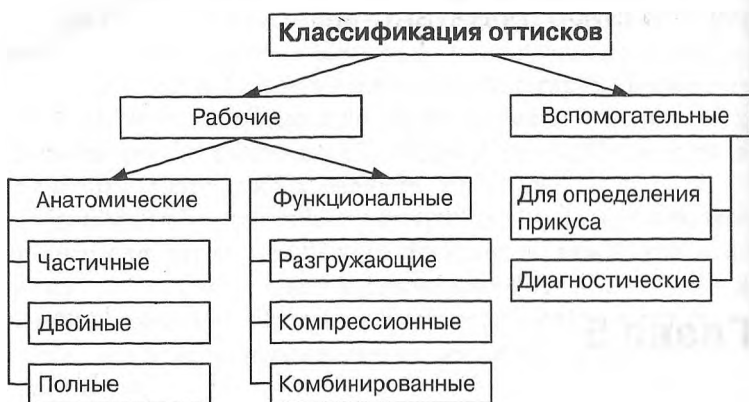 Классификация оттисков
Рабочие
Вспомогательные
Анатомические
Функциональные
Для определения
прикуса
Частичные
Разгружающие
Диагностические
Двойные
Компрессионные
Полные
Комбинированные